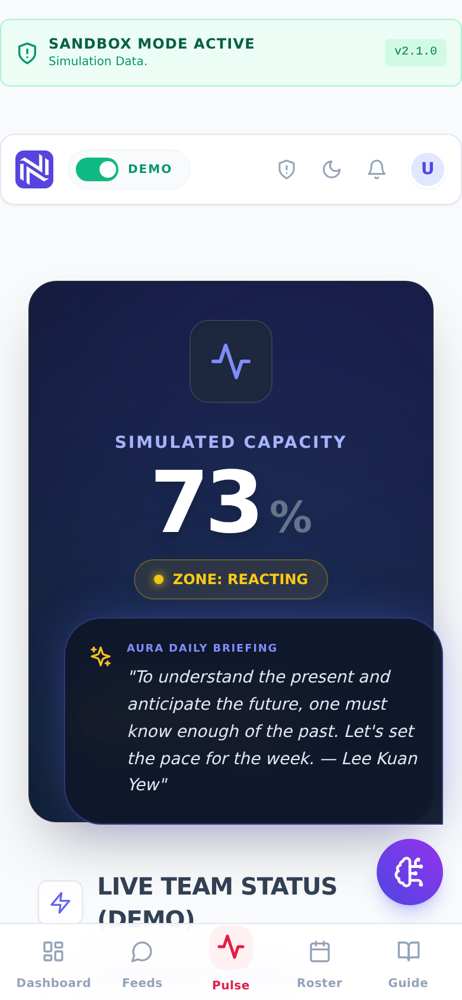 SANDBOX MODE ACTIVE
Simulation Data.
v2.1.0
DEMO
U
SIMULATED CAPACITY
73 %
ZONE: REACTING
AURA DAILY BRIEFING
"To understand the present and
anticipate the future, one must
know enough of the past. Let's set
the pace for the week. — Lee Kuan
Yew"
LIVE TEAM STATUS
(DEMO)
Dashboard
Feeds
Pulse
Roster
Guide